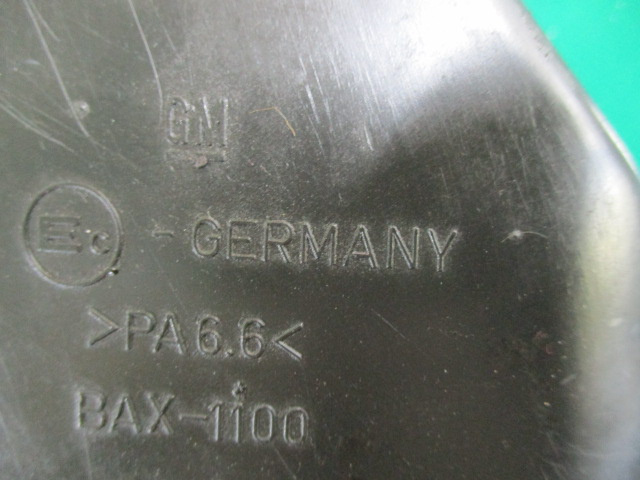 GM
Ec - GERMANY
>PA6.6<
BAX-1100